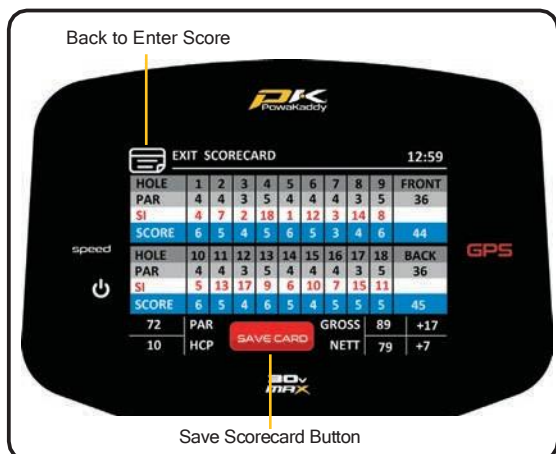 Back to Enter Score
PK
PowaKaddy
EXIT SCORECARD 12:59
HOLE 1 2 3 4 5 6 7 8 9 FRONT
PAR 4 4 3 5 4 4 4 3 5 36
SI 4 7 2 18 1 12 3 14 8
SCORE 6 5 4 5 6 5 3 4 6 44
speed
GPS
HOLE 10 11 12 13 14 15 16 17 18 BACK
PAR 4 4 3 5 4 4 4 3 5 36
SI 5 13 17 9 6 10 7 15 11
SCORE 6 5 4 6 5 4 5 5 5 45
72 PAR SAVE CARD GROSS 89 +17
10 HCP NETT 79 +7
30v
MAX
Save Scorecard Button